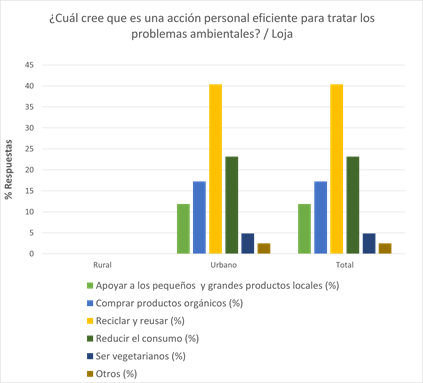 ¿Cuál cree que es una acción personal eficiente para tratar los
problemas ambientales? / Loja
% Respuestas
45
40
35
30
25
20
15
10
5
0
Rural
Urbano
Total
Apoyar a los pequeños y grandes productos locales (%)
Comprar productos orgánicos (%)
Reciclar y reusar (%)
Reducir el consumo (%)
Ser vegetarianos (%)
Otros (%)